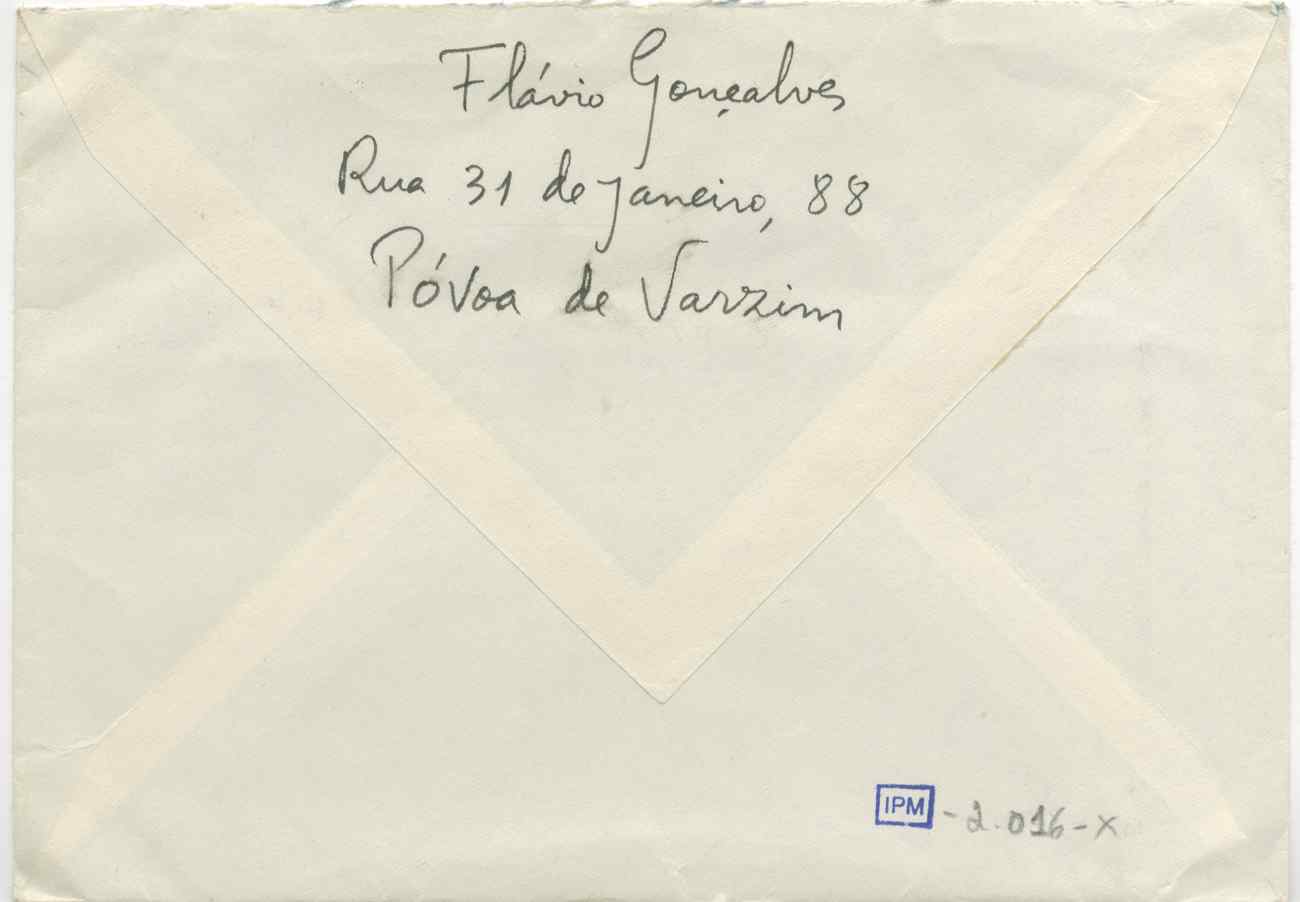 Flávio Gonçalves
Rua 31 de Janeiro, 88
Póvoa de Varzim
IPM - 2.016-X